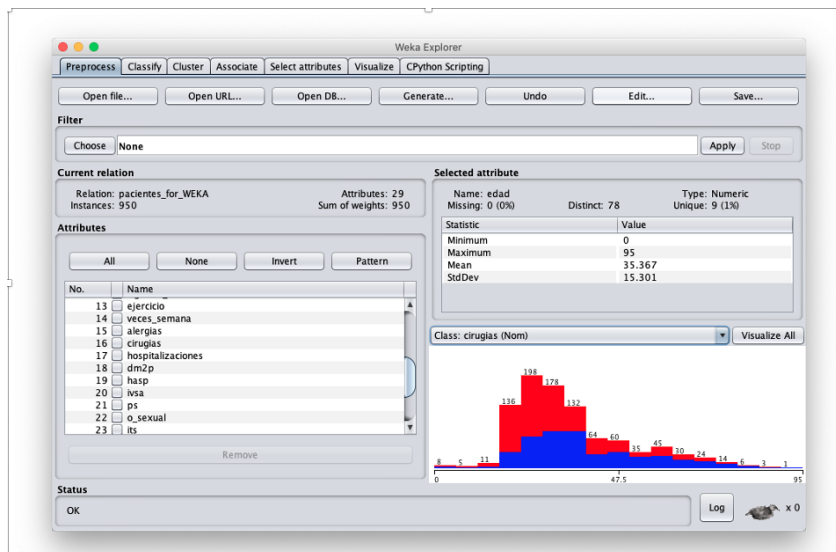 Weka Explorer
Preprocess Classify Cluster Associate Select attributes Visualize CPython Scripting
Open file... Open URL... Open DB... Generate... Undo Edit... Save...
Filter
Choose None Apply Stop
Current relation
Relation: pacientes_for_WEKA Attributes: 29
Instances: 950 Sum of weights: 950
Attributes
All None Invert Pattern
No. Name
13 ejercicio
14 veces_semana
15 alergias
16 cirugias
17 hospitalizaciones
18 dm2p
19 hasp
20 ivsa
21 ps
22 o_sexual
23 its
Remove
Selected attribute
Name: edad Type: Numeric
Missing: 0 (0%) Distinct: 78 Unique: 9 (1%)
Statistic Value
Minimum 0
Maximum 95
Mean 35.367
StdDev 15.301
Class: cirugias (Nom) Visualize All
8 5 11 136 198 178 132 64 60 35 45 30 24 14 6 3 1
0 47.5 95
Status
OK Log x 0